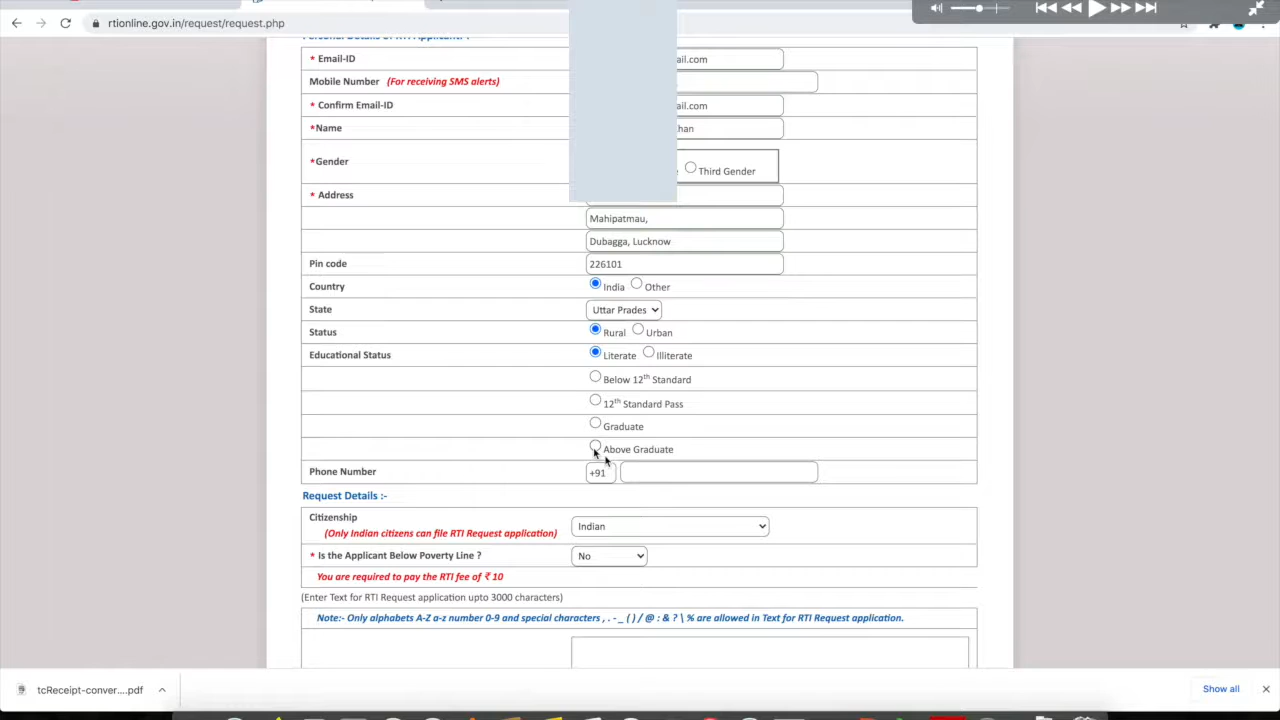 rtionline.gov.in/request/request.php
Personal Details of RTI Applicant:-
* Email-ID ail.com
Mobile Number (For receiving SMS alerts)
* Confirm Email-ID ail.com
*Name han
*Gender Third Gender
* Address
Mahipatmau,
Dubagga, Lucknow
Pin code 226101
Country India Other
State Uttar Prades
Status Rural Urban
Educational Status Literate Illiterate
Below 12th Standard
12th Standard Pass
Graduate
Above Graduate
Phone Number +91
Request Details :-
Citizenship
(Only Indian citizens can file RTI Request application) Indian
* Is the Applicant Below Poverty Line ? No
You are required to pay the RTI fee of ₹ 10
(Enter Text for RTI Request application upto 3000 characters)
Note:- Only alphabets A-Z a-z number 0-9 and special characters , . - _ ( ) / @ : & ? \ % are allowed in Text for RTI Request application.
tcReceipt-conver....pdf
Show all